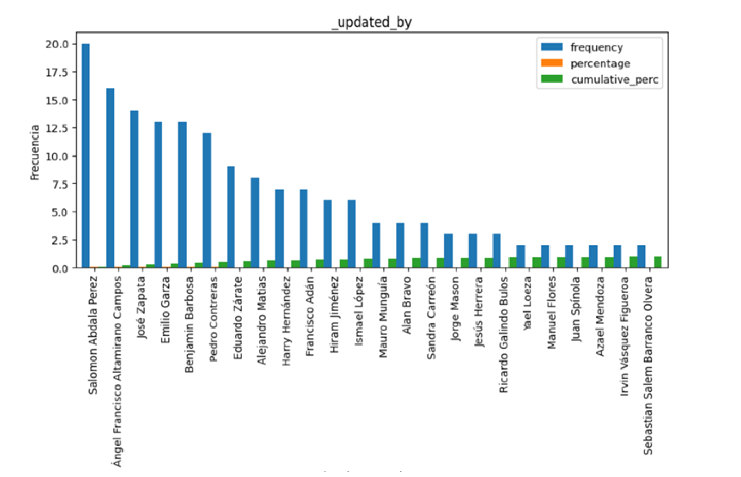 _updated_by
frequency
percentage
cumulative_perc
Frecuencia
20.0
17.5
15.0
12.5
10.0
7.5
5.0
2.5
0.0
Salomon Abdala Perez
Ángel Francisco Altamirano Campos
José Zapata
Emilio Garza
Benjamin Barbosa
Pedro Contreras
Eduardo Zárate
Alejandro Matias
Harry Hernández
Francisco Adán
Hiram Jiménez
Ismael López
Mauro Munguía
Alan Bravo
Sandra Carreón
Jorge Mason
Jesús Herrera
Ricardo Galindo Bulos
Yael Loeza
Manuel Flores
Juan Spínola
Azael Mendoza
Irvin Vásquez Figueroa
Sebastian Salem Barranco Olvera